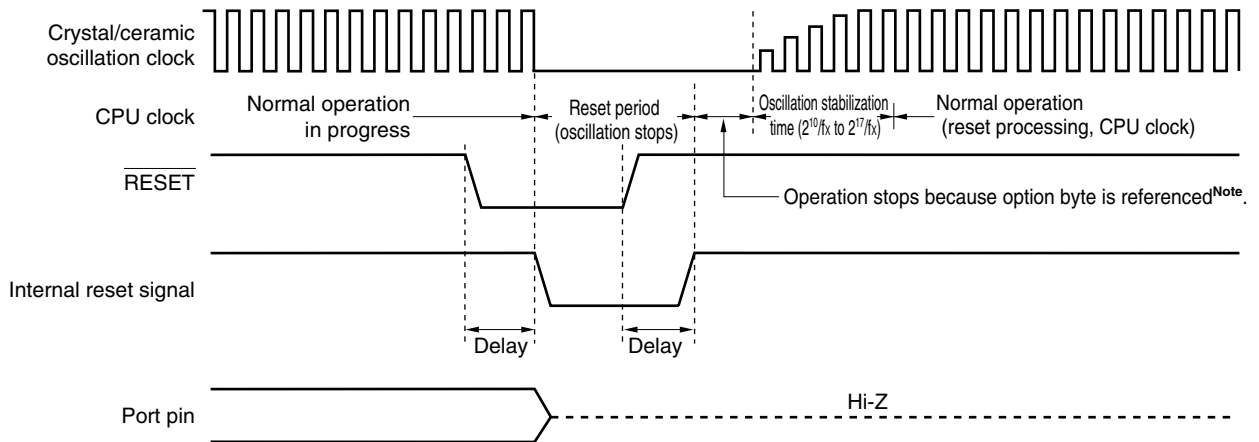 Crystal/ceramic
oscillation clock
CPU clock
Normal operation
in progress
Reset period
(oscillation stops)
Oscillation stabilization
time (2¹⁰/fx to 2¹⁷/fx)
Normal operation
(reset processing, CPU clock)
RESET
Operation stops because option byte is referencedNote.
Internal reset signal
Delay
Delay
Port pin
Hi-Z